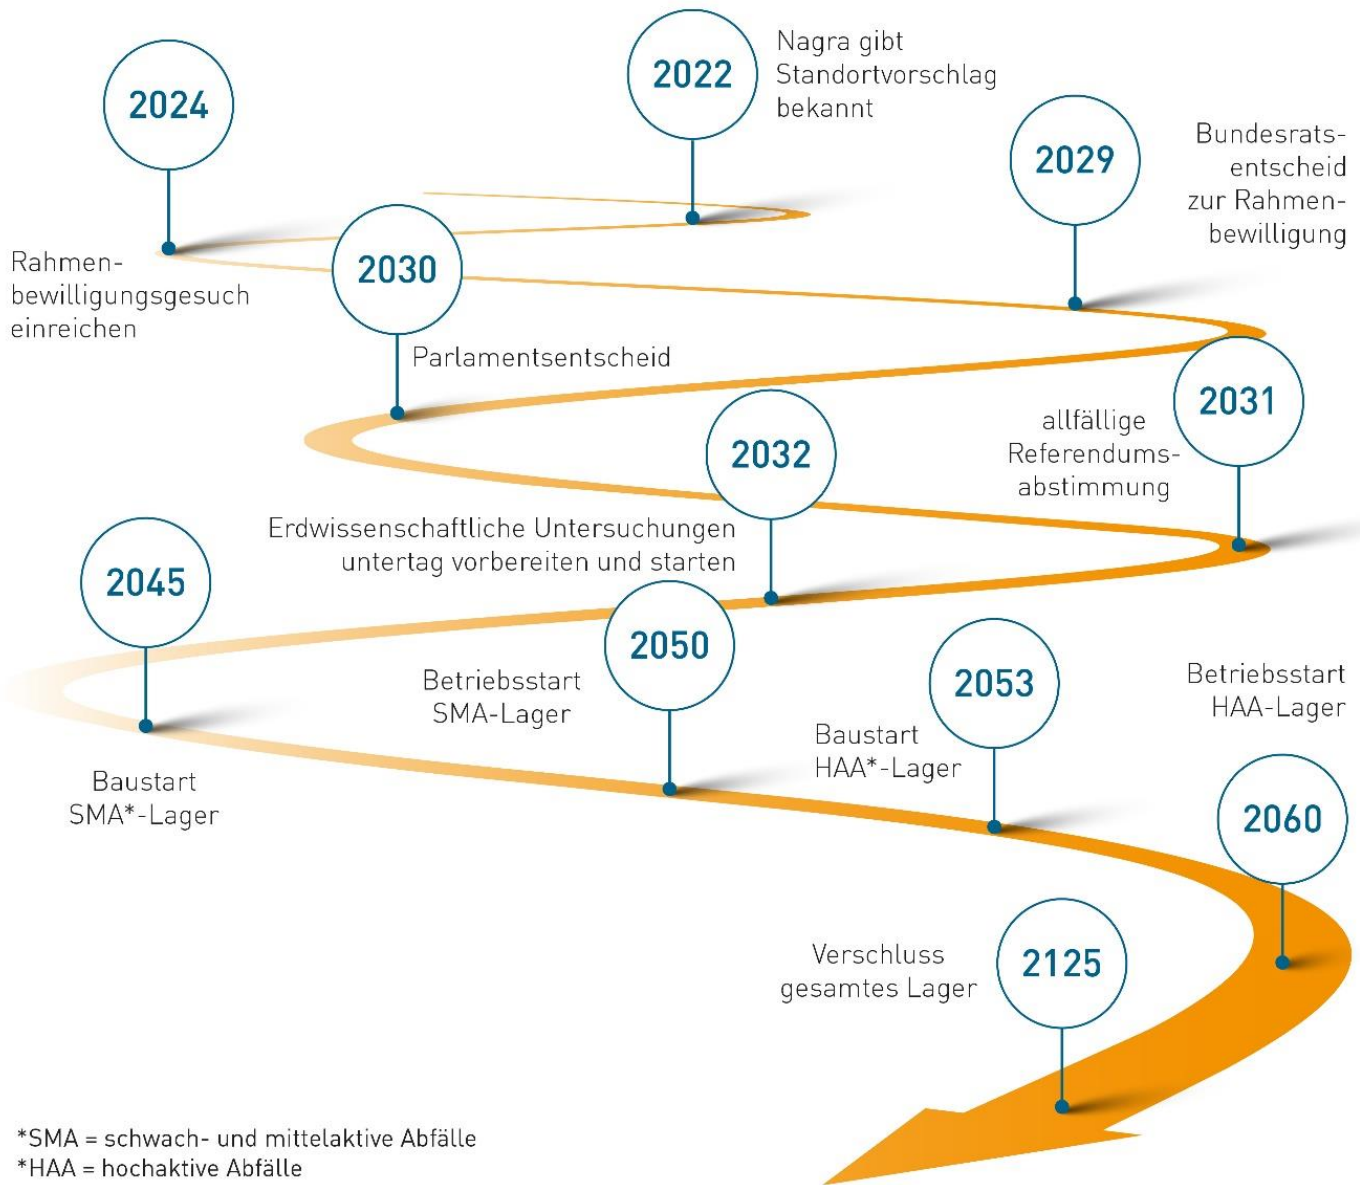 2022
Nagra gibt
Standortvorschlag
bekannt
2024
Rahmen-
bewilligungsgesuch
einreichen
2029
Bundesrats-
entscheid
zur Rahmen-
bewilligung
2030
Parlamentsentscheid
2031
allfällige
Referendums-
abstimmung
2032
Erdwissenschaftliche Untersuchungen
untertag vorbereiten und starten
2045
Baustart
SMA*-Lager
2050
Betriebsstart
SMA-Lager
2053
Baustart
HAA*-Lager
2060
Betriebsstart
HAA-Lager
2125
Verschluss
gesamtes Lager
*SMA = schwach- und mittelaktive Abfälle
*HAA = hochaktive Abfälle